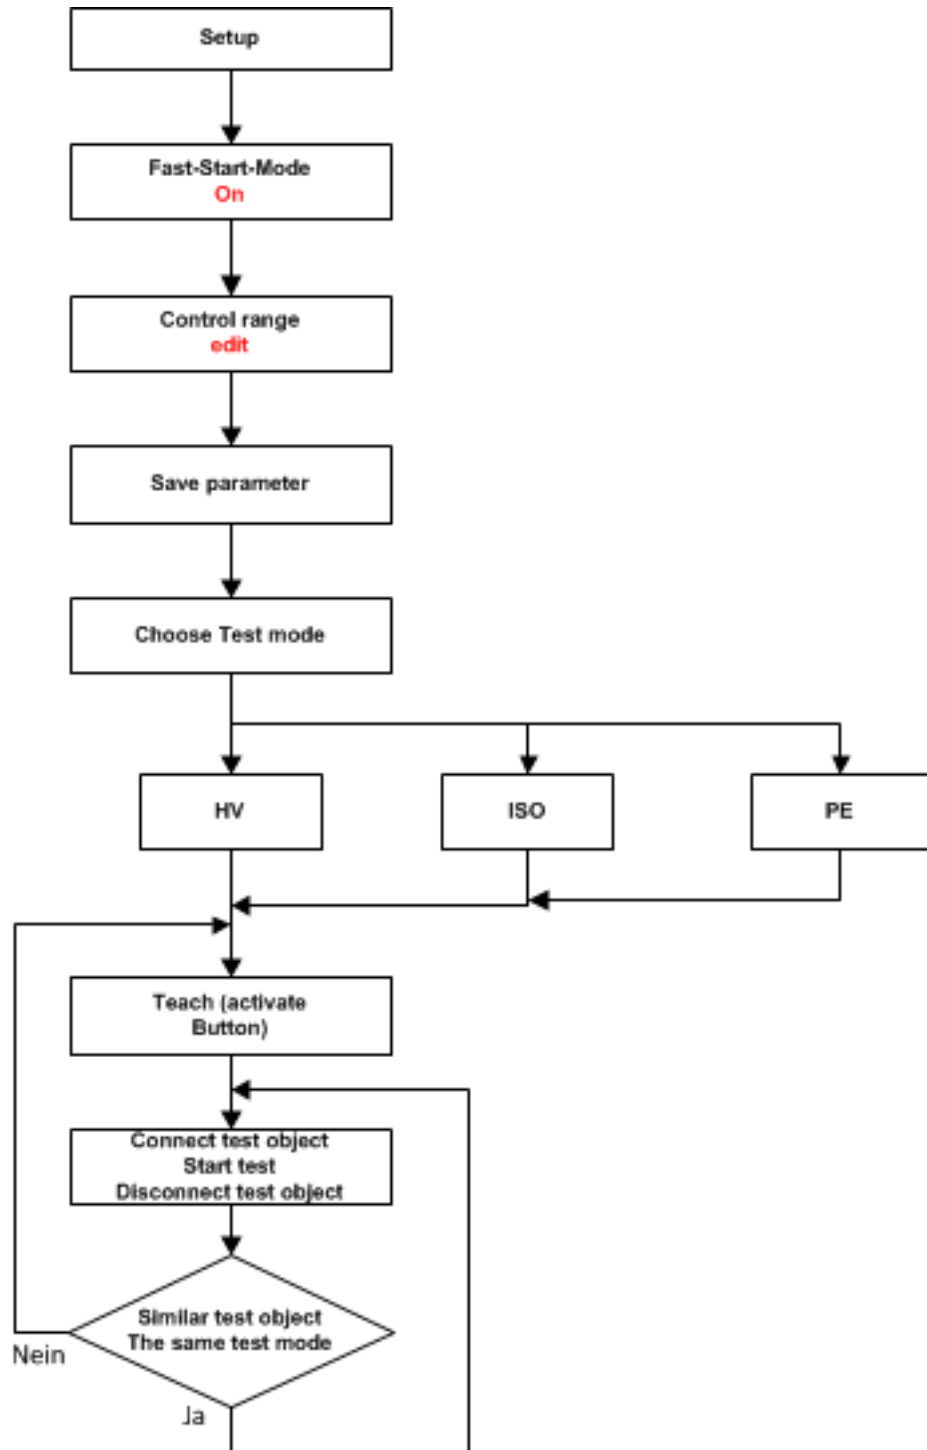 Setup
Fast-Start-Mode
On
Control range
edit
Save parameter
Choose Test mode
HV
ISO
PE
Teach (activate
Button)
Connect test object
Start test
Disconnect test object
Similar test object
The same test mode
Nein
Ja